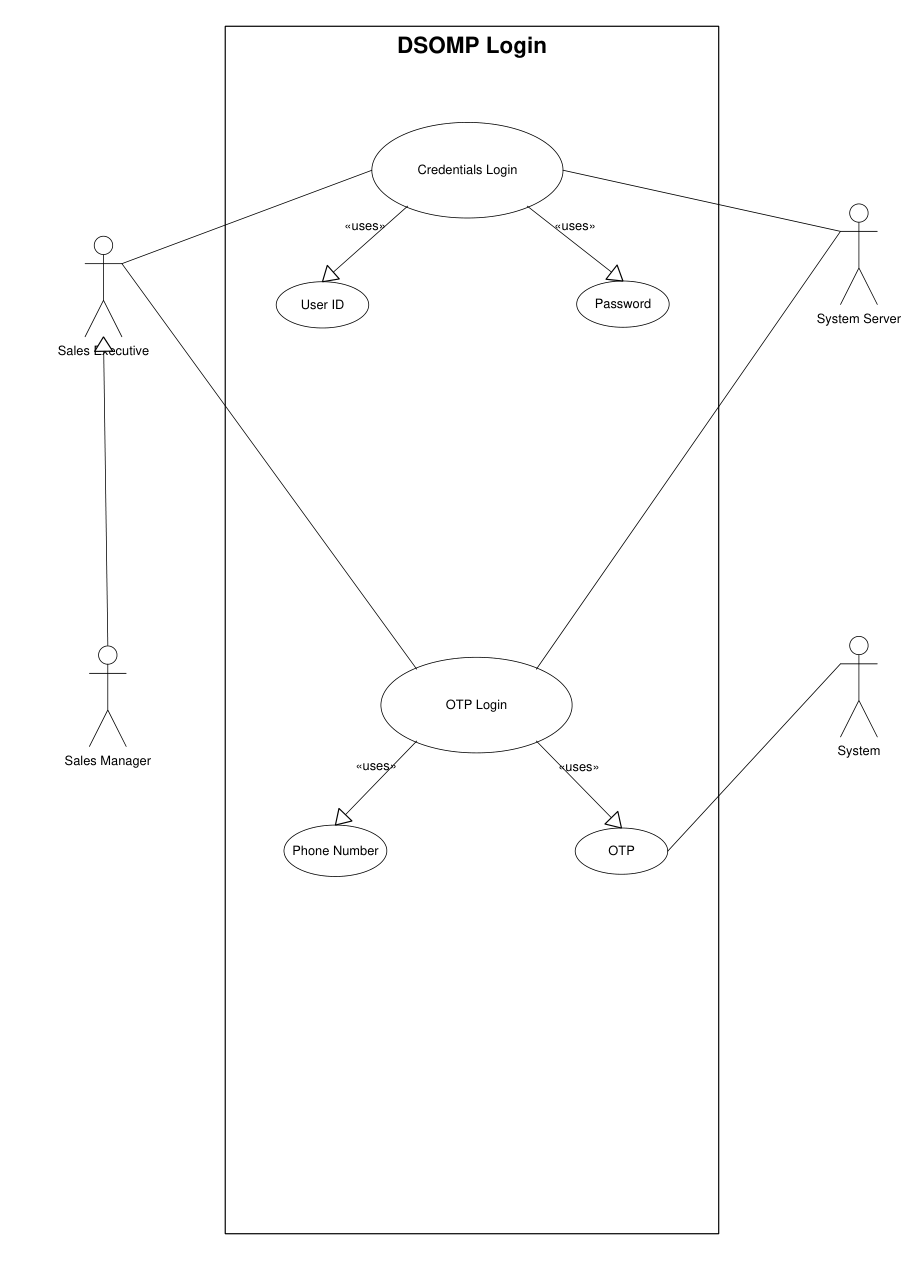 DSOMP Login
Credentials Login
«uses»
«uses»
User ID
Password
Sales Executive
System Server
OTP Login
Sales Manager
System
«uses»
«uses»
Phone Number
OTP